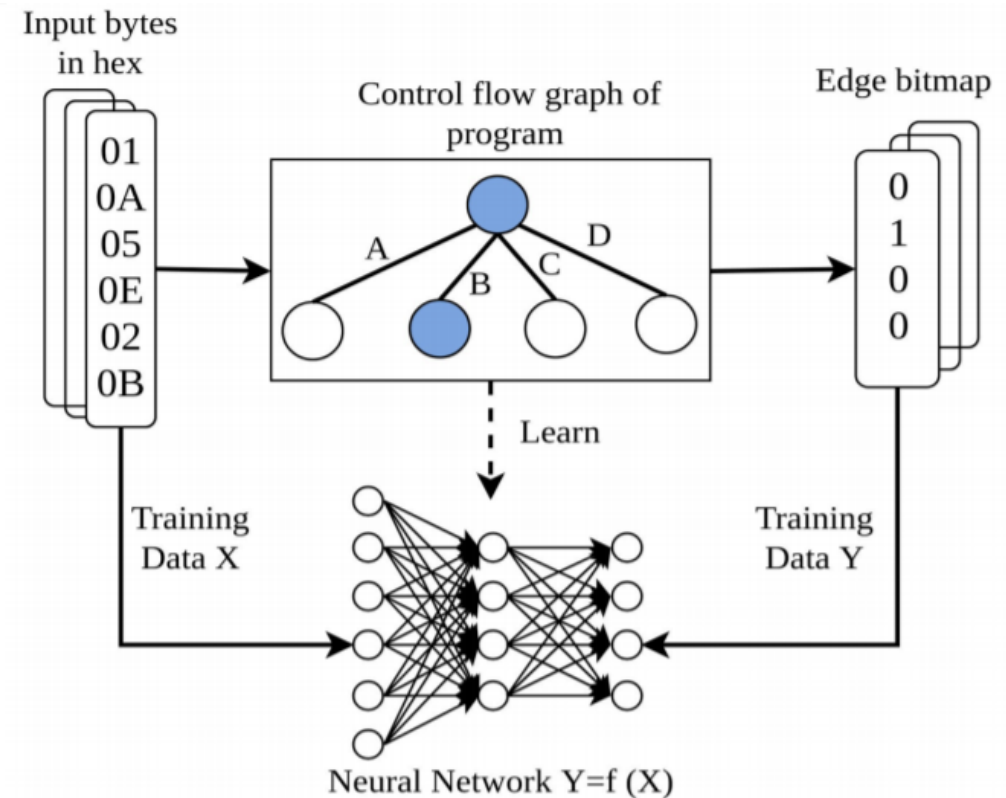 Input bytes
in hex
01
0A
05
0E
02
0B
Control flow graph of
program
A
B
C
D
Edge bitmap
0
1
0
0
Learn
Training
Data X
Training
Data Y
Neural Network Y=f (X)